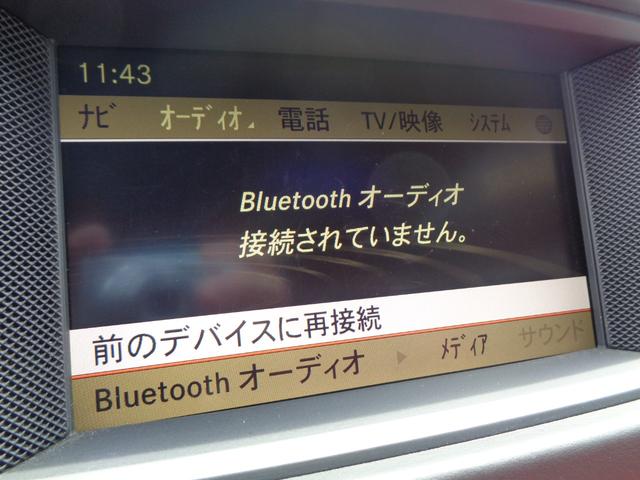 11:43
ナビ オーディオ 電話 TV/映像 システム
Bluetooth オーディオ
接続されていません。
前のデバイスに再接続
Bluetooth オーディオ メディア サウンド